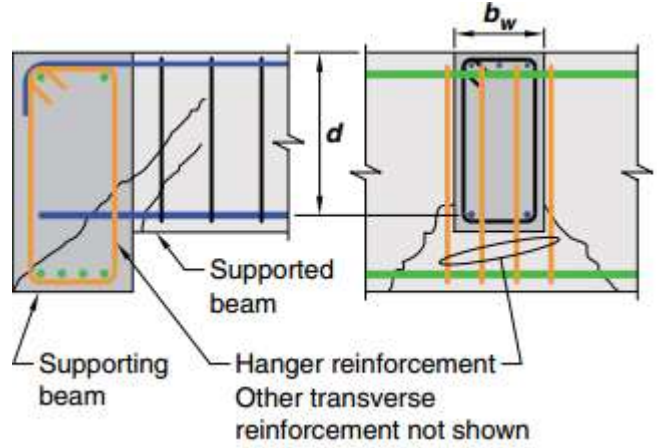 b_w
d
Supported
beam
Supporting
beam
Hanger reinforcement
Other transverse
reinforcement not shown